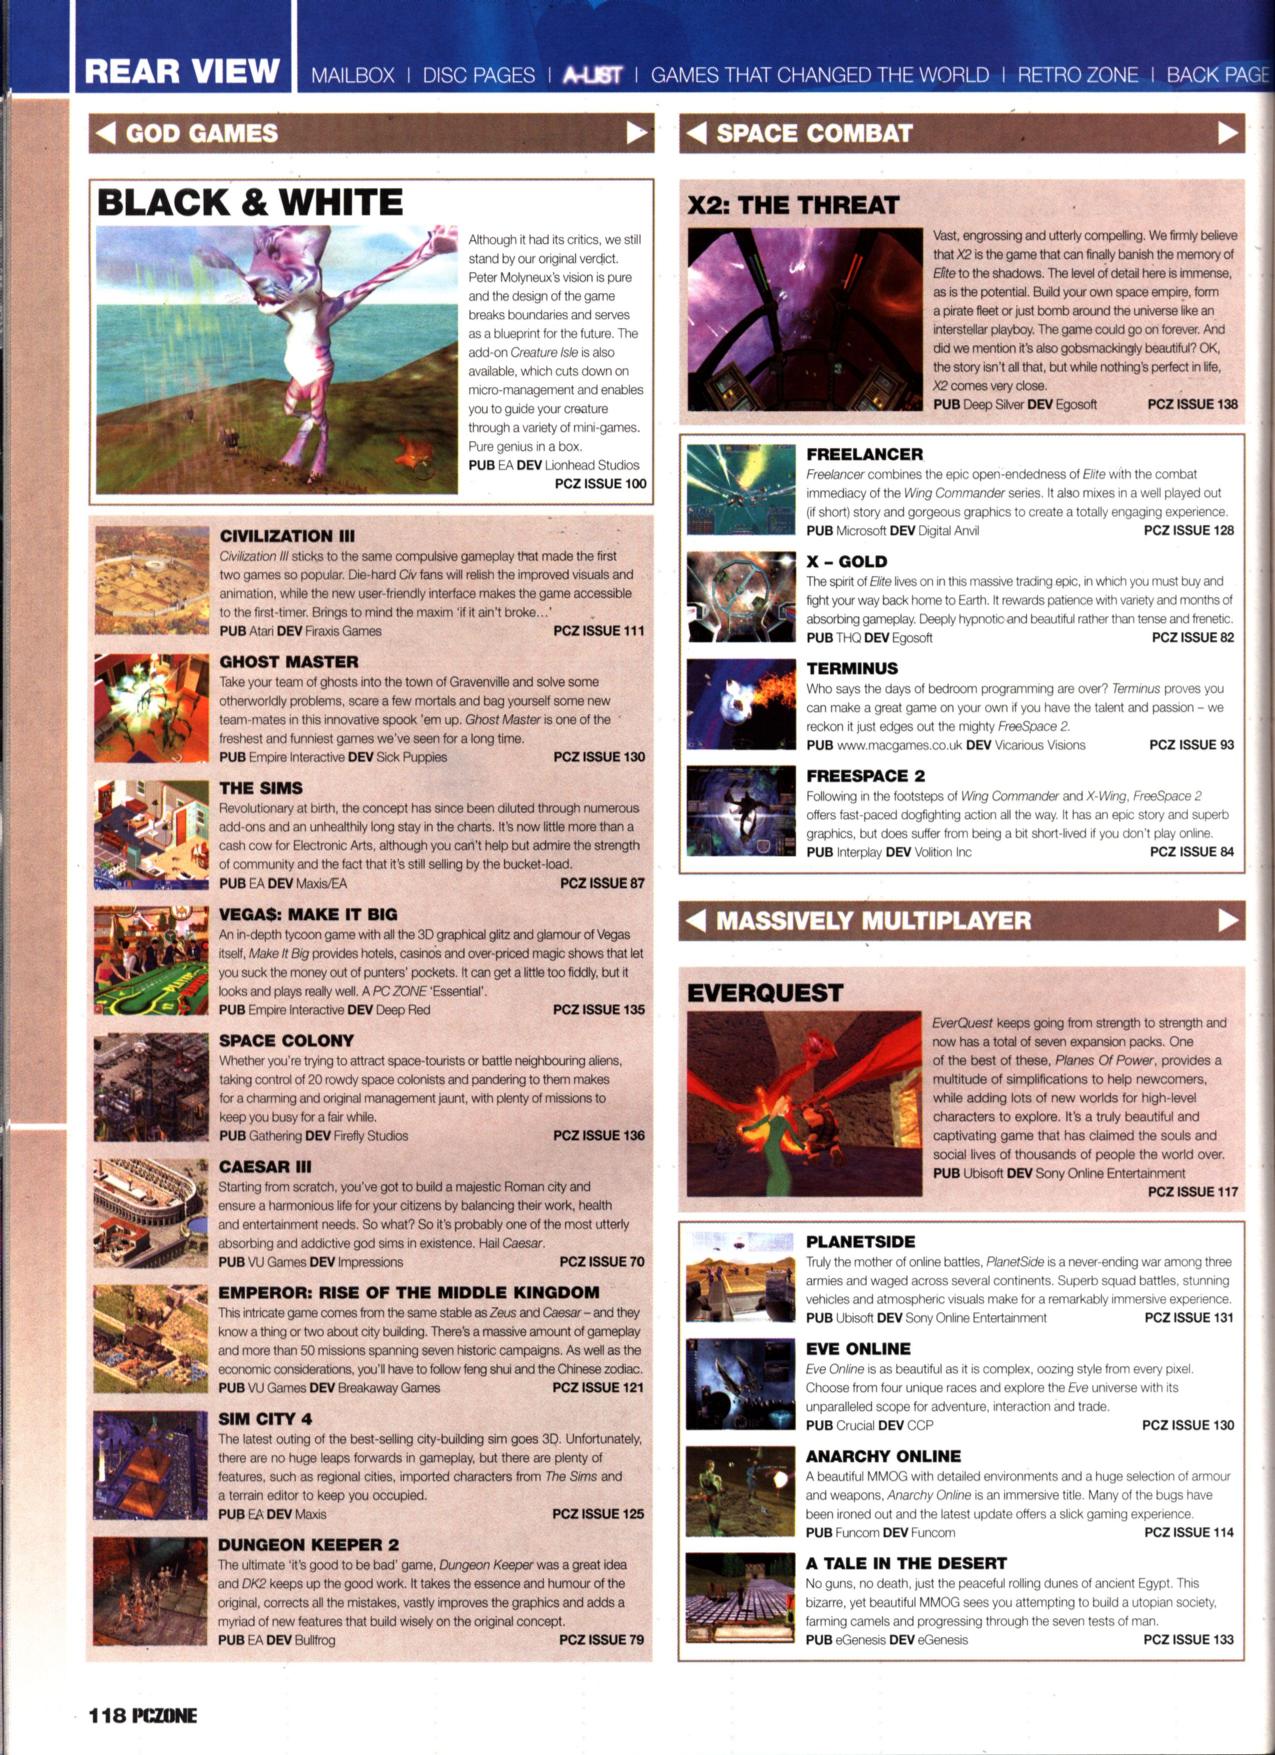 REAR VIEW
MAILBOX | DISC PAGES | A-LIST | GAMES THAT CHANGED THE WORLD | RETRO ZONE | BACK PAGE
GOD GAMES
BLACK & WHITE
Although it had its critics, we still
stand by our original verdict.
Peter Molyneux's vision is pure
and the design of the game
breaks boundaries and serves
as a blueprint for the future. The
add-on Creature Isle is also
available, which cuts down on
micro-management and enables
you to guide your creature
through a variety of mini-games.
Pure genius in a box.
PUB EA DEV Lionhead Studios
PCZ ISSUE 100
CIVILIZATION III
Civilization III sticks to the same compulsive gameplay that made the first
two games so popular. Die-hard Civ fans will relish the improved visuals and
animation, while the new user-friendly interface makes the game accessible
to the first-timer. Brings to mind the maxim 'if it ain't broke...'
PUB Atari DEV Firaxis Games PCZ ISSUE 111
GHOST MASTER
Take your team of ghosts into the town of Gravenville and solve some
otherworldly problems, scare a few mortals and bag yourself some new
team-mates in this innovative spook 'em up. Ghost Master is one of the
freshest and funniest games we've seen for a long time.
PUB Empire Interactive DEV Sick Puppies PCZ ISSUE 130
THE SIMS
Revolutionary at birth, the concept has since been diluted through numerous
add-ons and an unhealthily long stay in the charts. It's now little more than a
cash cow for Electronic Arts, although you can't help but admire the strength
of community and the fact that it's still selling by the bucket-load.
PUB EA DEV Maxis/EA PCZ ISSUE 87
VEGA$: MAKE IT BIG
An in-depth tycoon game with all the 3D graphical glitz and glamour of Vegas
itself, Make It Big provides hotels, casinos and over-priced magic shows that let
you suck the money out of punters' pockets. It can get a little too fiddly, but it
looks and plays really well. A PC ZONE 'Essential'.
PUB Empire Interactive DEV Deep Red PCZ ISSUE 135
SPACE COLONY
Whether you're trying to attract space-tourists or battle neighbouring aliens,
taking control of 20 rowdy space colonists and pandering to them makes
for a charming and original management jaunt, with plenty of missions to
keep you busy for a fair while.
PUB Gathering DEV Firefly Studios PCZ ISSUE 136
CAESAR III
Starting from scratch, you've got to build a majestic Roman city and
ensure a harmonious life for your citizens by balancing their work, health
and entertainment needs. So what? So it's probably one of the most utterly
absorbing and addictive god sims in existence. Hail Caesar.
PUB VU Games DEV Impressions PCZ ISSUE 70
EMPEROR: RISE OF THE MIDDLE KINGDOM
This intricate game comes from the same stable as Zeus and Caesar – and they
know a thing or two about city building. There's a massive amount of gameplay
and more than 50 missions spanning seven historic campaigns. As well as the
economic considerations, you'll have to follow feng shui and the Chinese zodiac.
PUB VU Games DEV Breakaway Games PCZ ISSUE 121
SIM CITY 4
The latest outing of the best-selling city-building sim goes 3D. Unfortunately,
there are no huge leaps forwards in gameplay, but there are plenty of
features, such as regional cities, imported characters from The Sims and
a terrain editor to keep you occupied.
PUB EA DEV Maxis PCZ ISSUE 125
DUNGEON KEEPER 2
The ultimate 'it's good to be bad' game, Dungeon Keeper was a great idea
and DK2 keeps up the good work. It takes the essence and humour of the
original, corrects all the mistakes, vastly improves the graphics and adds a
myriad of new features that build wisely on the original concept.
PUB EA DEV Bullfrog PCZ ISSUE 79
SPACE COMBAT
X2: THE THREAT
Vast, engrossing and utterly compelling. We firmly believe
that X2 is the game that can finally banish the memory of
Elite to the shadows. The level of detail here is immense,
as is the potential. Build your own space empire, form
a pirate fleet or just bomb around the universe like an
interstellar playboy. The game could go on forever. And
did we mention it's also gobsmackingly beautiful? OK,
the story isn't all that, but while nothing's perfect in life,
X2 comes very close.
PUB Deep Silver DEV Egosoft PCZ ISSUE 138
FREELANCER
Freelancer combines the epic open-endedness of Elite with the combat
immediacy of the Wing Commander series. It also mixes in a well played out
(if short) story and gorgeous graphics to create a totally engaging experience.
PUB Microsoft DEV Digital Anvil PCZ ISSUE 128
X – GOLD
The spirit of Elite lives on in this massive trading epic, in which you must buy and
fight your way back home to Earth. It rewards patience with variety and months of
absorbing gameplay. Deeply hypnotic and beautiful rather than tense and frenetic.
PUB THQ DEV Egosoft PCZ ISSUE 82
TERMINUS
Who says the days of bedroom programming are over? Terminus proves you
can make a great game on your own if you have the talent and passion – we
reckon it just edges out the mighty FreeSpace 2.
PUB www.macgames.co.uk DEV Vicarious Visions PCZ ISSUE 93
FREESPACE 2
Following in the footsteps of Wing Commander and X-Wing, FreeSpace 2
offers fast-paced dogfighting action all the way. It has an epic story and superb
graphics, but does suffer from being a bit short-lived if you don't play online.
PUB Interplay DEV Volition Inc PCZ ISSUE 84
MASSIVELY MULTIPLAYER
EVERQUEST
EverQuest keeps going from strength to strength and
now has a total of seven expansion packs. One
of the best of these, Planes Of Power, provides a
multitude of simplifications to help newcomers,
while adding lots of new worlds for high-level
characters to explore. It's a truly beautiful and
captivating game that has claimed the souls and
social lives of thousands of people the world over.
PUB Ubisoft DEV Sony Online Entertainment
PCZ ISSUE 117
PLANETSIDE
Truly the mother of online battles, PlanetSide is a never-ending war among three
armies and waged across several continents. Superb squad battles, stunning
vehicles and atmospheric visuals make for a remarkably immersive experience.
PUB Ubisoft DEV Sony Online Entertainment PCZ ISSUE 131
EVE ONLINE
Eve Online is as beautiful as it is complex, oozing style from every pixel.
Choose from four unique races and explore the Eve universe with its
unparalleled scope for adventure, interaction and trade.
PUB Crucial DEV CCP PCZ ISSUE 130
ANARCHY ONLINE
A beautiful MMOG with detailed environments and a huge selection of armour
and weapons, Anarchy Online is an immersive title. Many of the bugs have
been ironed out and the latest update offers a slick gaming experience.
PUB Funcom DEV Funcom PCZ ISSUE 114
A TALE IN THE DESERT
No guns, no death, just the peaceful rolling dunes of ancient Egypt. This
bizarre, yet beautiful MMOG sees you attempting to build a utopian society,
farming camels and progressing through the seven tests of man.
PUB eGenesis DEV eGenesis PCZ ISSUE 133
118 PCZONE